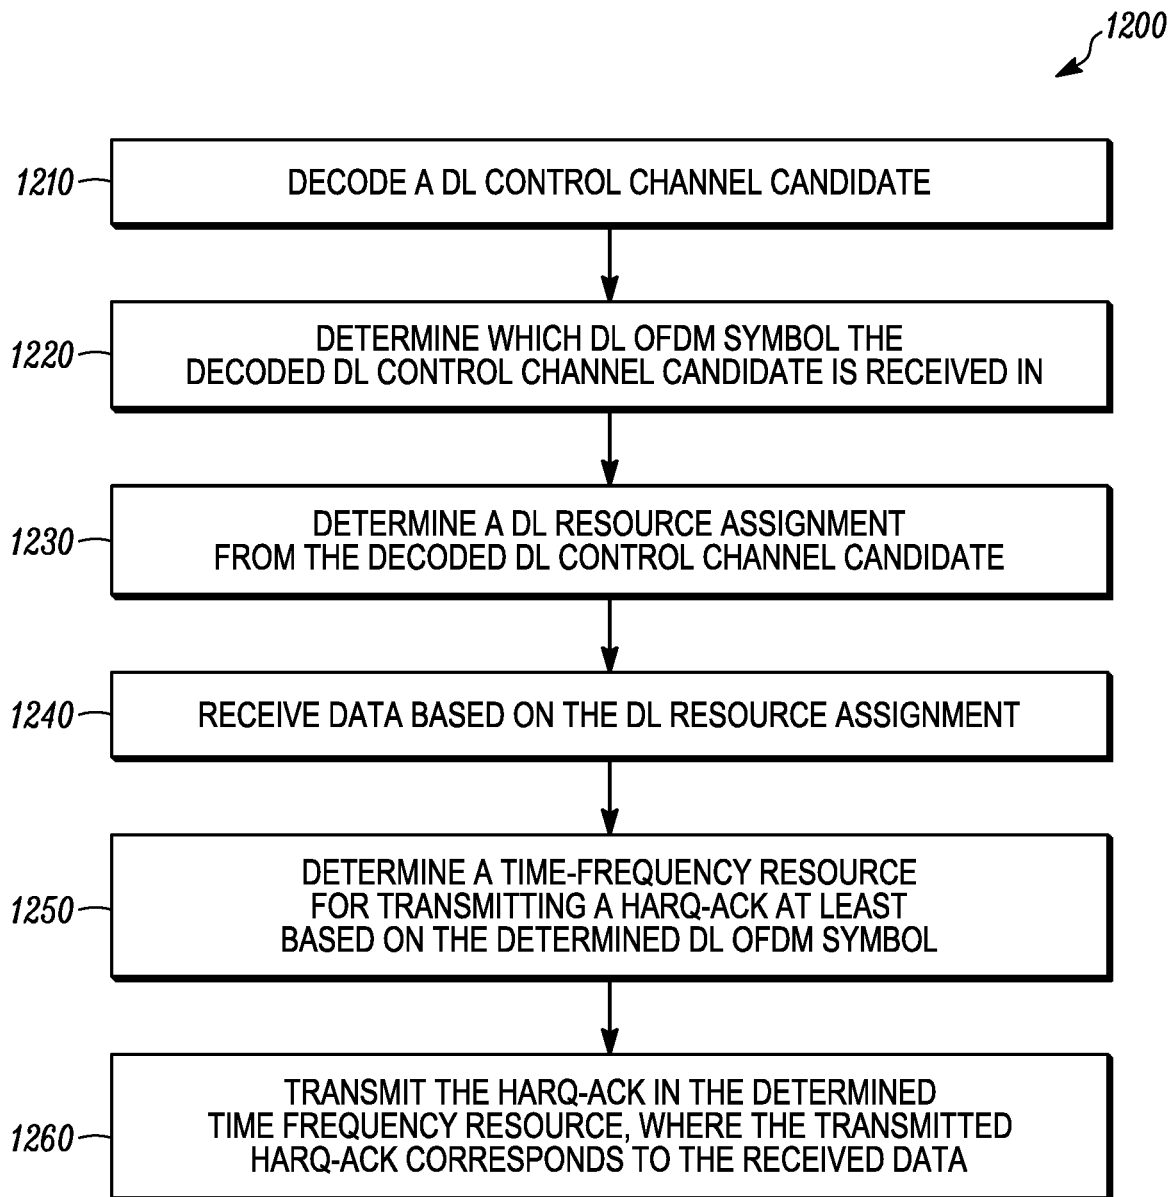 1200
1210
DECODE A DL CONTROL CHANNEL CANDIDATE
1220
DETERMINE WHICH DL OFDM SYMBOL THE
DECODED DL CONTROL CHANNEL CANDIDATE IS RECEIVED IN
1230
DETERMINE A DL RESOURCE ASSIGNMENT
FROM THE DECODED DL CONTROL CHANNEL CANDIDATE
1240
RECEIVE DATA BASED ON THE DL RESOURCE ASSIGNMENT
1250
DETERMINE A TIME-FREQUENCY RESOURCE
FOR TRANSMITTING A HARQ-ACK AT LEAST
BASED ON THE DETERMINED DL OFDM SYMBOL
1260
TRANSMIT THE HARQ-ACK IN THE DETERMINED
TIME FREQUENCY RESOURCE, WHERE THE TRANSMITTED
HARQ-ACK CORRESPONDS TO THE RECEIVED DATA